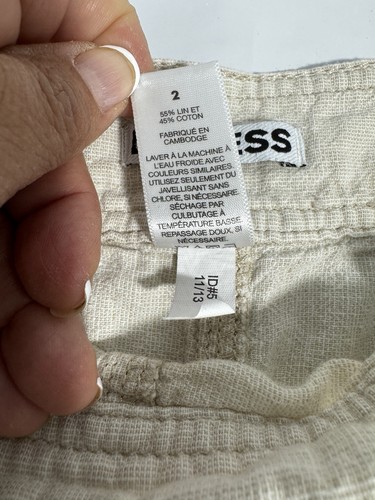 2
55% LIN ET
45% COTON
FABRIQUÉ EN
CAMBODGE
LAVER À LA MACHINE À
L'EAU FROIDE AVEC
COULEURS SIMILAIRES.
UTILISEZ SEULEMENT DU
JAVELLISANT SANS
CHLORE, SI NÉCESSAIRE.
SÉCHAGE PAR
CULBUTAGE À
TEMPÉRATURE BASSE.
REPASSAGE DOUX, SI
NÉCESSAIRE.
ESS
ID#5
11/13